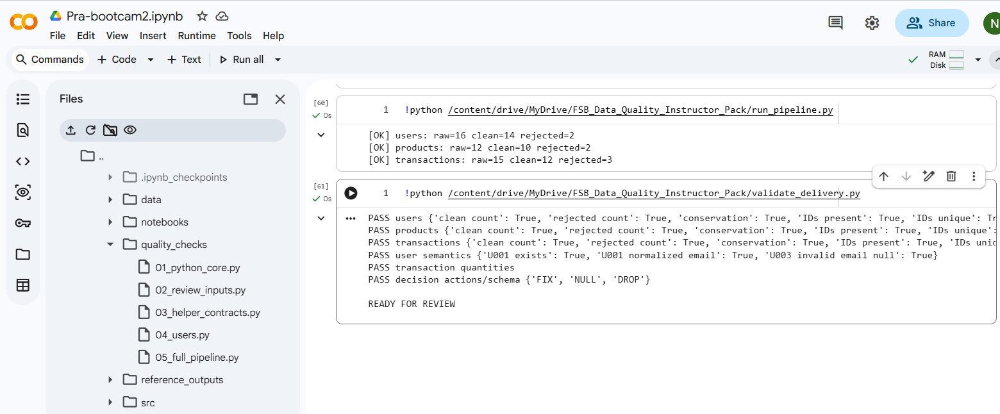 Pra-bootcam2.ipynb
File Edit View Insert Runtime Tools Help
Share
N
Commands + Code + Text Run all
RAM
Disk
Files
..
.ipynb_checkpoints
data
notebooks
quality_checks
01_python_core.py
02_review_inputs.py
03_helper_contracts.py
04_users.py
05_full_pipeline.py
reference_outputs
src
[60]
0s
1 !python /content/drive/MyDrive/FSB_Data_Quality_Instructor_Pack/run_pipeline.py
[OK] users: raw=16 clean=14 rejected=2
[OK] products: raw=12 clean=10 rejected=2
[OK] transactions: raw=15 clean=12 rejected=3
[61]
0s
1 !python /content/drive/MyDrive/FSB_Data_Quality_Instructor_Pack/validate_delivery.py
PASS users {'clean count': True, 'rejected count': True, 'conservation': True, 'IDs present': True, 'IDs unique':
PASS products {'clean count': True, 'rejected count': True, 'conservation': True, 'IDs present': True, 'IDs unique':
PASS transactions {'clean count': True, 'rejected count': True, 'conservation': True, 'IDs present': True, 'IDs
PASS user semantics {'U001 exists': True, 'U001 normalized email': True, 'U003 invalid email null': True}
PASS transaction quantities
PASS decision actions/schema {'FIX', 'NULL', 'DROP'}
READY FOR REVIEW